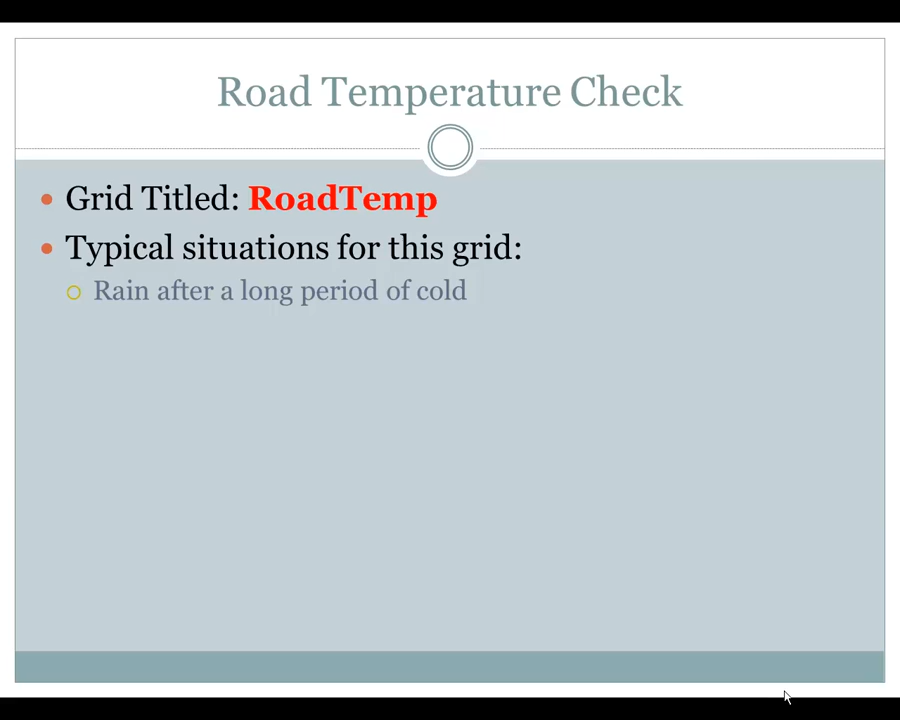 Road Temperature Check
Grid Titled: RoadTemp
Typical situations for this grid:
Rain after a long period of cold